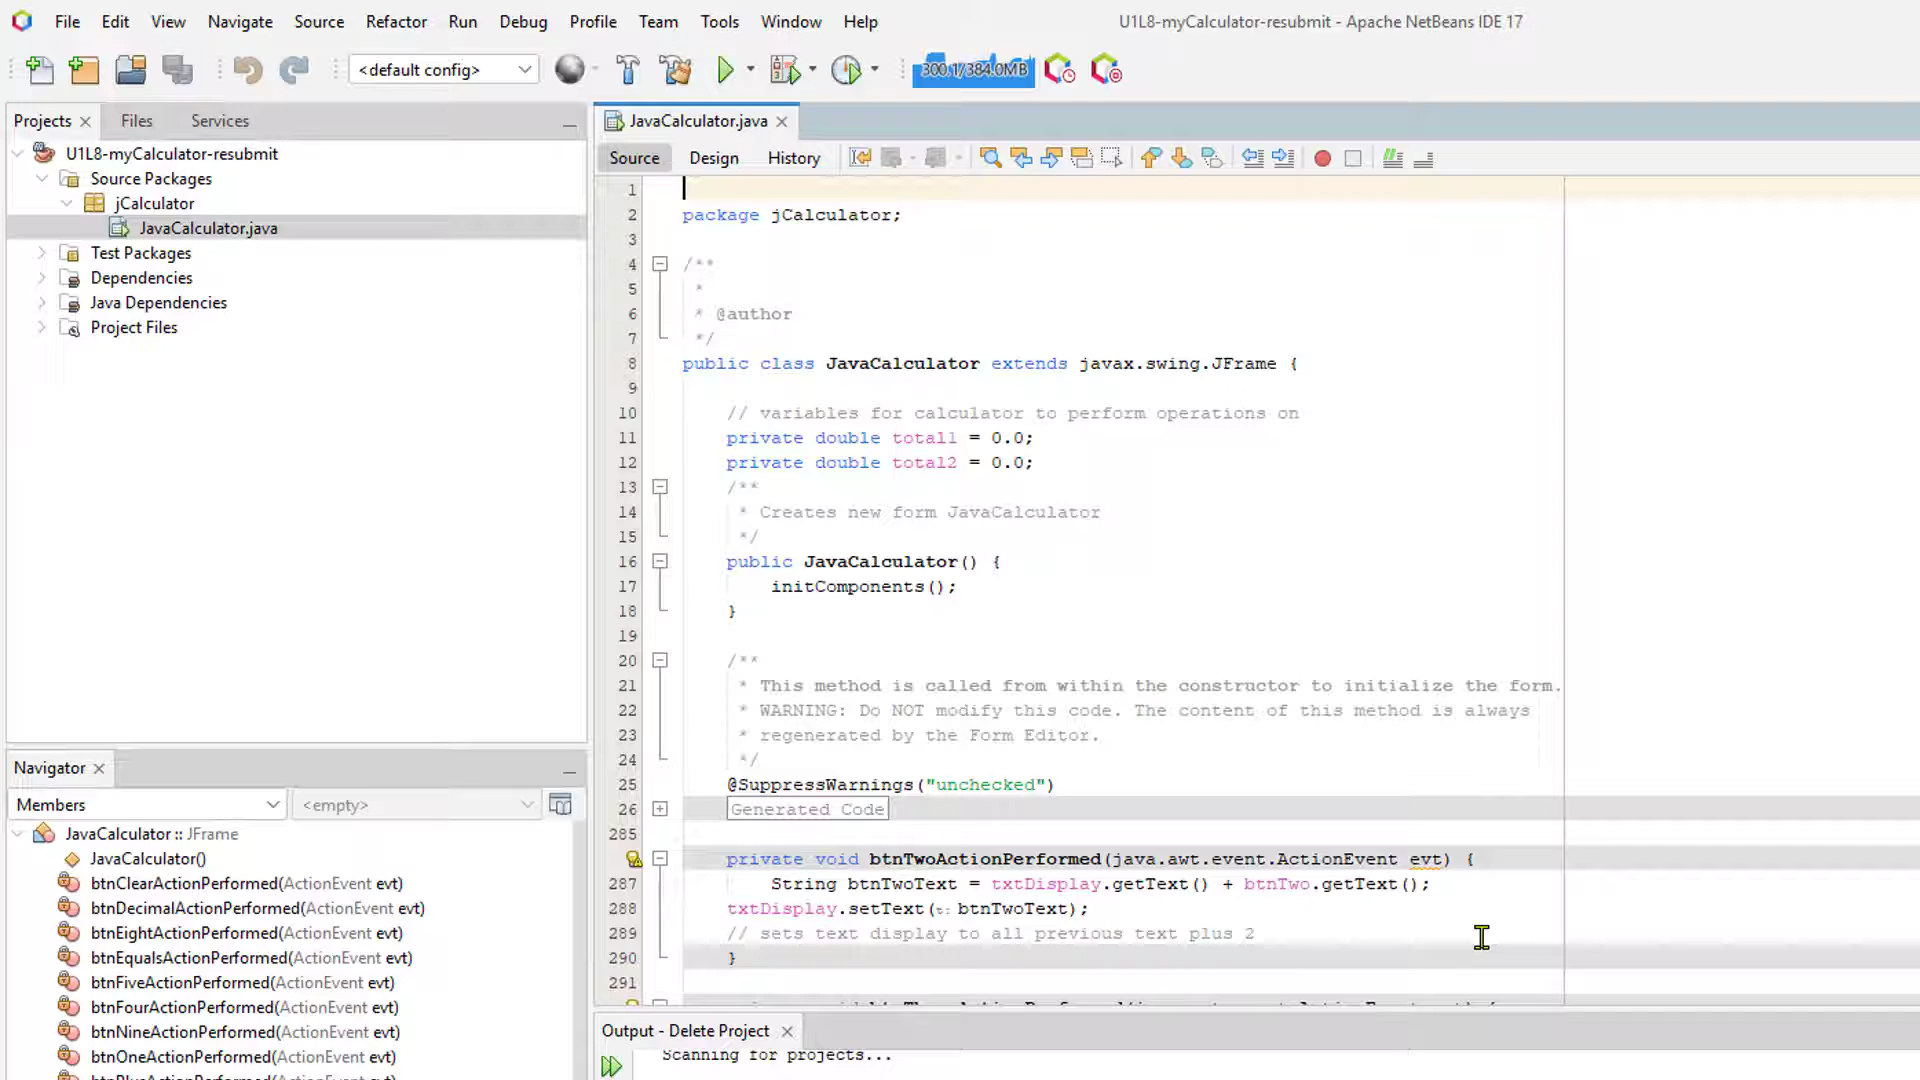 File Edit View Navigate Source Refactor Run Debug Profile Team Tools Window Help
U1L8-myCalculator-resubmit - Apache NetBeans IDE 17
<default config>
300.1/384.0MB
Projects Files Services
U1L8-myCalculator-resubmit
Source Packages
jCalculator
JavaCalculator.java
Test Packages
Dependencies
Java Dependencies
Project Files
Navigator
Members <empty>
JavaCalculator :: JFrame
JavaCalculator()
btnClearActionPerformed(ActionEvent evt)
btnDecimalActionPerformed(ActionEvent evt)
btnEightActionPerformed(ActionEvent evt)
btnEqualsActionPerformed(ActionEvent evt)
btnFiveActionPerformed(ActionEvent evt)
btnFourActionPerformed(ActionEvent evt)
btnNineActionPerformed(ActionEvent evt)
btnOneActionPerformed(ActionEvent evt)
JavaCalculator.java
Source Design History
1
2 package jCalculator;
3
4 /**
5 *
6 * @author
7 */
8 public class JavaCalculator extends javax.swing.JFrame {
9
10 // variables for calculator to perform operations on
11 private double total1 = 0.0;
12 private double total2 = 0.0;
13 /**
14 * Creates new form JavaCalculator
15 */
16 public JavaCalculator() {
17 initComponents();
18 }
19
20 /**
21 * This method is called from within the constructor to initialize the form.
22 * WARNING: Do NOT modify this code. The content of this method is always
23 * regenerated by the Form Editor.
24 */
25 @SuppressWarnings("unchecked")
26 Generated Code
285
private void btnTwoActionPerformed(java.awt.event.ActionEvent evt) {
287 String btnTwoText = txtDisplay.getText() + btnTwo.getText();
288 txtDisplay.setText(t: btnTwoText);
289 // sets text display to all previous text plus 2
290 }
291
Output - Delete Project
Scanning for projects...